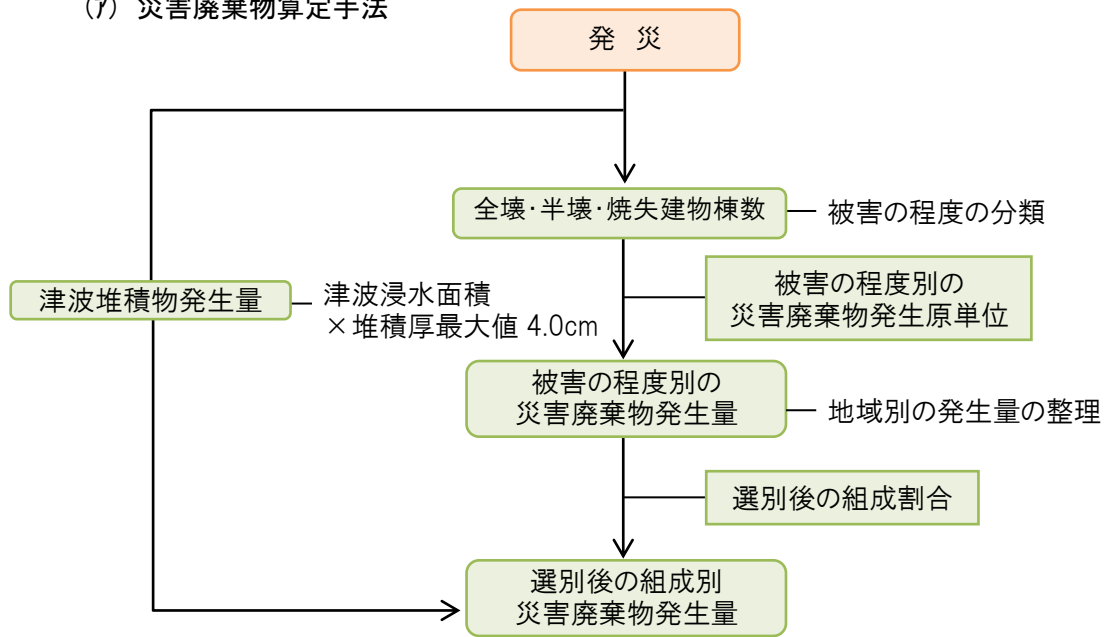 (ｱ) 災害廃棄物算定手法
発 災
全壊･半壊･焼失建物棟数
被害の程度の分類
被害の程度別の
災害廃棄物発生原単位
津波堆積物発生量
津波浸水面積
×堆積厚最大値 4.0cm
被害の程度別の
災害廃棄物発生量
地域別の発生量の整理
選別後の組成割合
選別後の組成別
災害廃棄物発生量